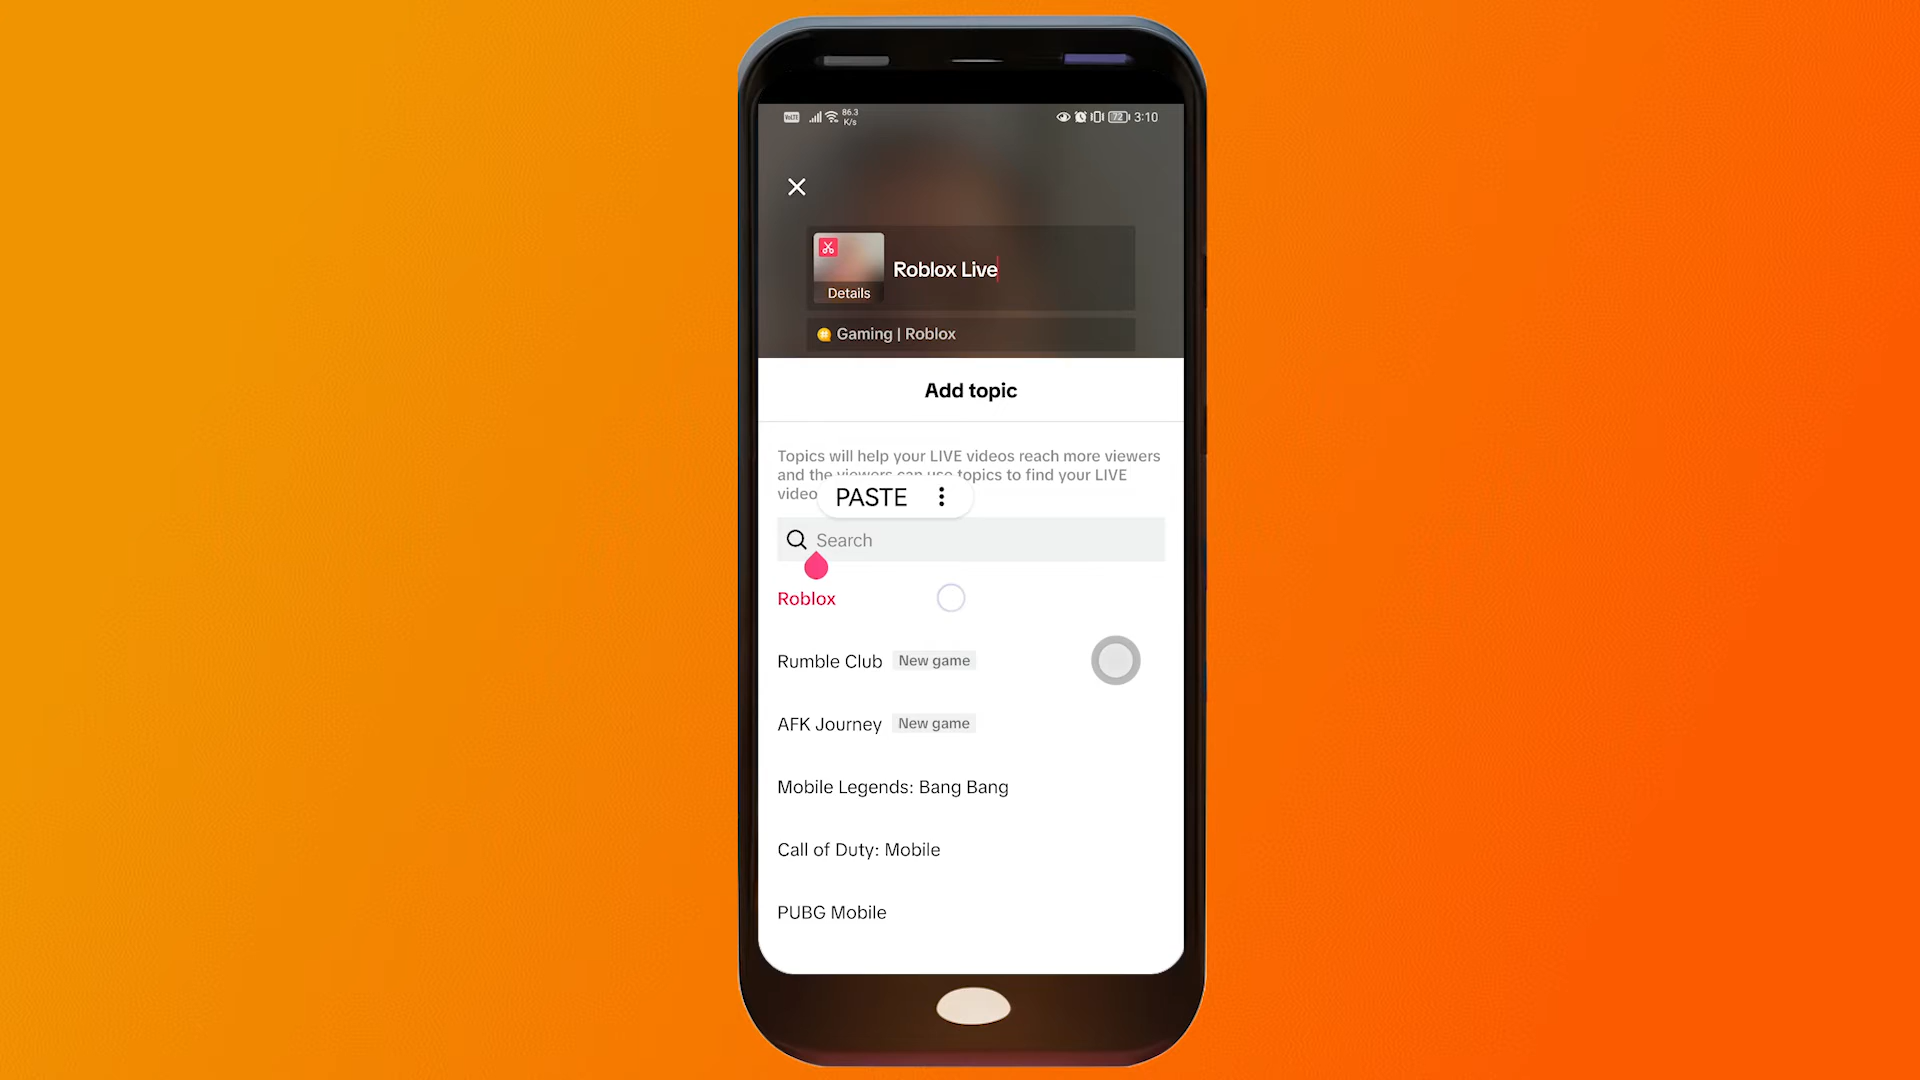 VoLTE 86.3 K/s 72 3:10
Roblox Live
Details
Gaming | Roblox
Add topic
Topics will help your LIVE videos reach more viewers
and the viewers can use topics to find your LIVE
video
PASTE
Search
Roblox
Rumble Club New game
AFK Journey New game
Mobile Legends: Bang Bang
Call of Duty: Mobile
PUBG Mobile